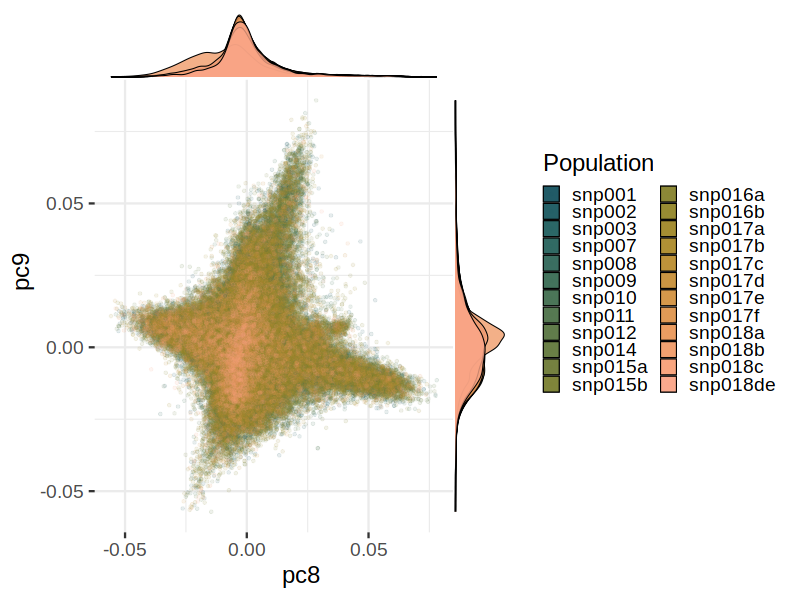 Population
snp001 snp016a
snp002 snp016b
snp003 snp017a
snp007 snp017b
snp008 snp017c
snp009 snp017d
snp010 snp017e
snp011 snp017f
snp012 snp018a
snp014 snp018b
snp015a snp018c
snp015b snp018de
pc9
0.05
0.00
-0.05
-0.05 0.00 0.05
pc8